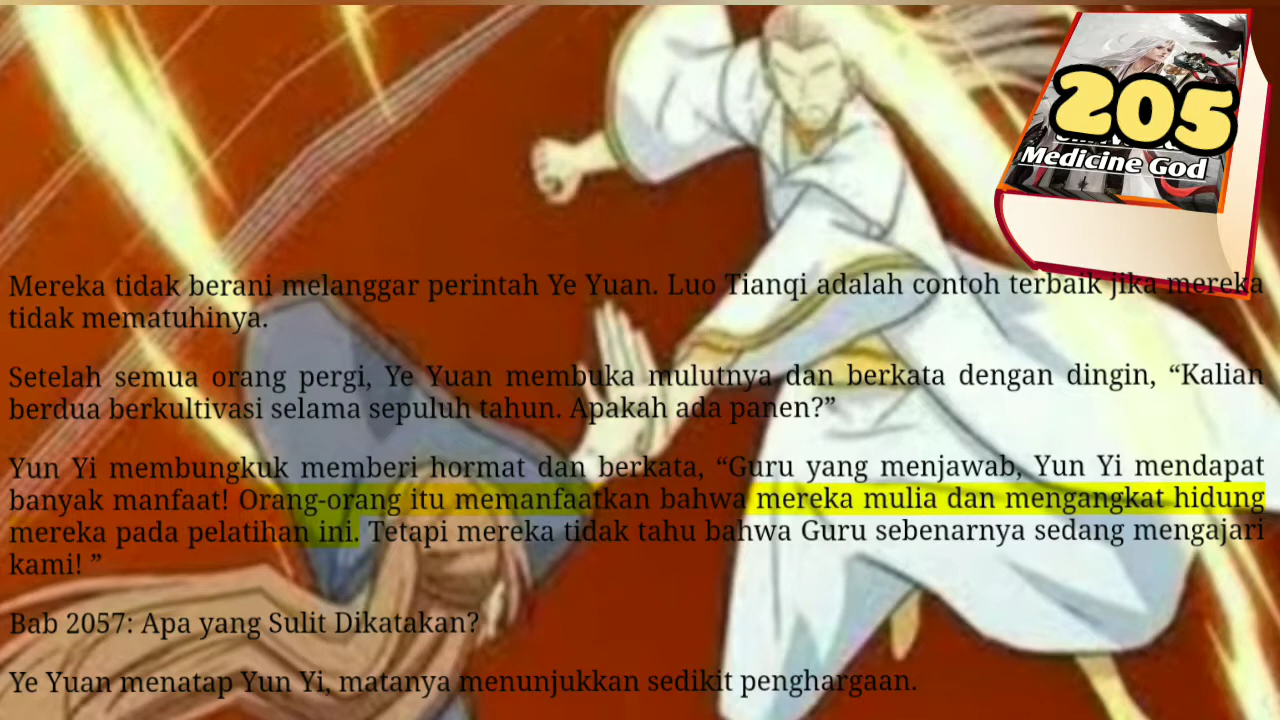 205
Medicine God
Mereka tidak berani melanggar perintah Ye Yuan. Luo Tianqi adalah contoh terbaik jika mereka
tidak mematuhinya.
Setelah semua orang pergi, Ye Yuan membuka mulutnya dan berkata dengan dingin, “Kalian
berdua berkultivasi selama sepuluh tahun. Apakah ada panen?”
Yun Yi membungkuk memberi hormat dan berkata, “Guru yang menjawab, Yun Yi mendapat
banyak manfaat! Orang-orang itu memanfaatkan bahwa mereka mulia dan mengangkat hidung
mereka pada pelatihan ini. Tetapi mereka tidak tahu bahwa Guru sebenarnya sedang mengajari
kami! ”
Bab 2057: Apa yang Sulit Dikatakan?
Ye Yuan menatap Yun Yi, matanya menunjukkan sedikit penghargaan.